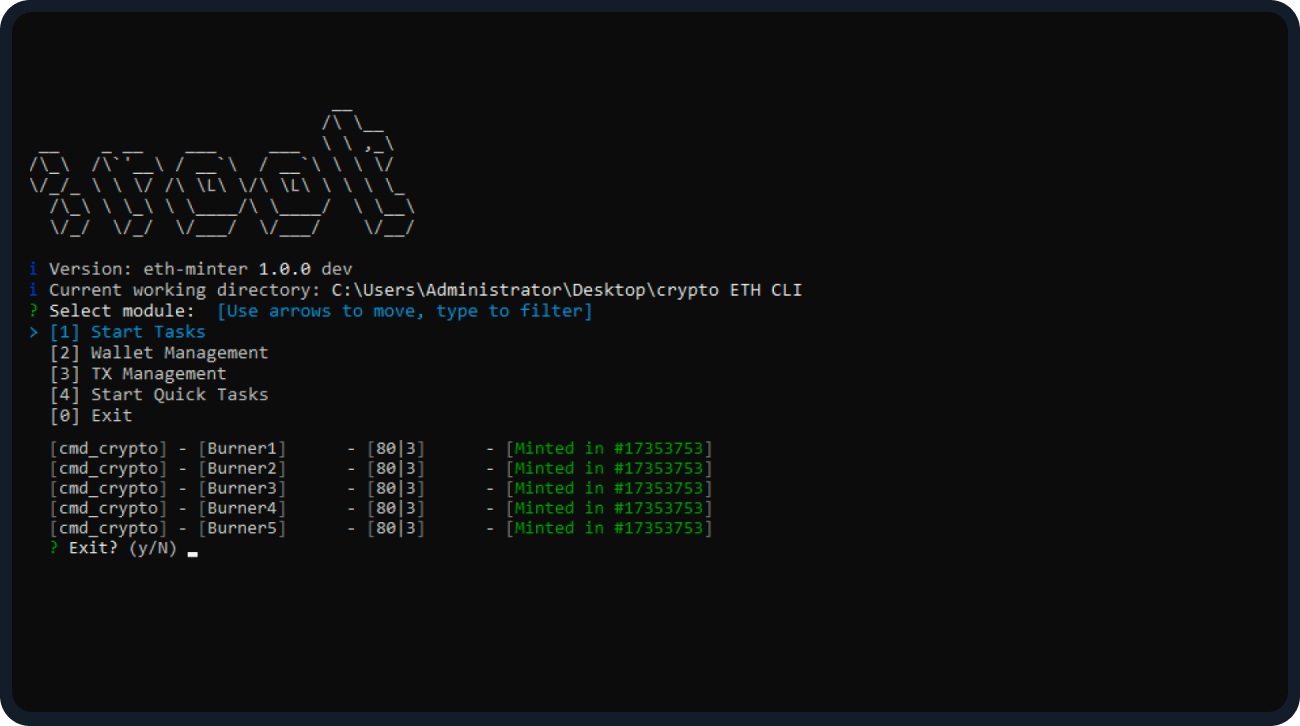 i Version: eth-minter 1.0.0 dev
i Current working directory: C:\Users\Administrator\Desktop\crypto ETH CLI
? Select module:  [Use arrows to move, type to filter]
> [1] Start Tasks
[2] Wallet Management
[3] TX Management
[4] Start Quick Tasks
[0] Exit
[cmd_crypto] - [Burner1] - [80|3] - [Minted in #17353753]
[cmd_crypto] - [Burner2] - [80|3] - [Minted in #17353753]
[cmd_crypto] - [Burner3] - [80|3] - [Minted in #17353753]
[cmd_crypto] - [Burner4] - [80|3] - [Minted in #17353753]
[cmd_crypto] - [Burner5] - [80|3] - [Minted in #17353753]
? Exit? (y/N)